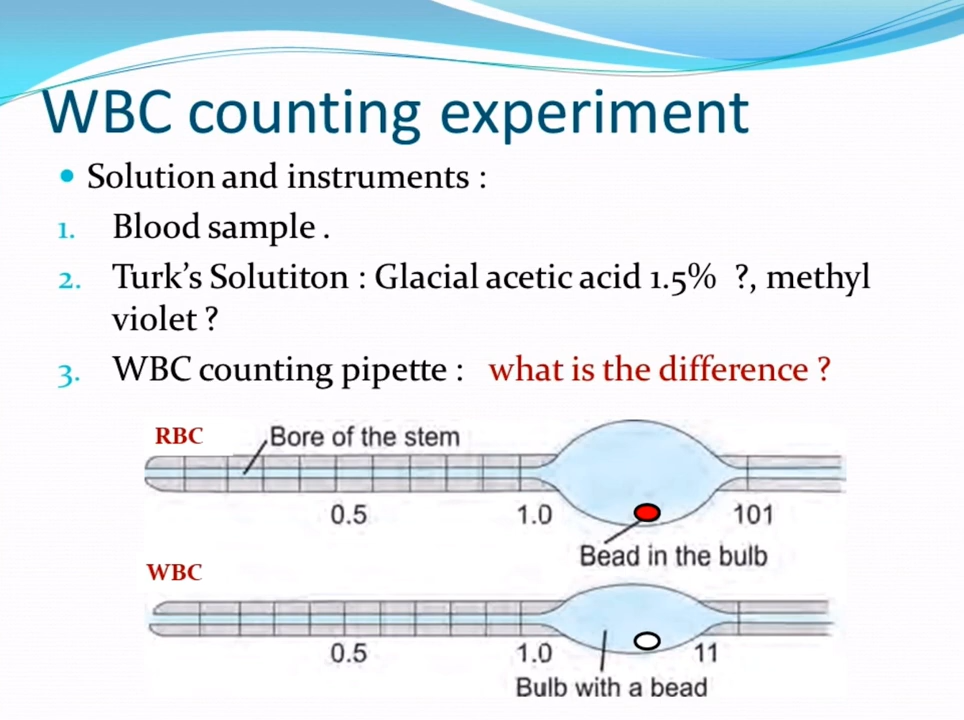 WBC counting experiment
• Solution and instruments :
1. Blood sample .
2. Turk’s Solutiton : Glacial acetic acid 1.5% ?, methyl
violet ?
3. WBC counting pipette : what is the difference ?
RBC
Bore of the stem
0.5 1.0 101
Bead in the bulb
WBC
0.5 1.0 11
Bulb with a bead